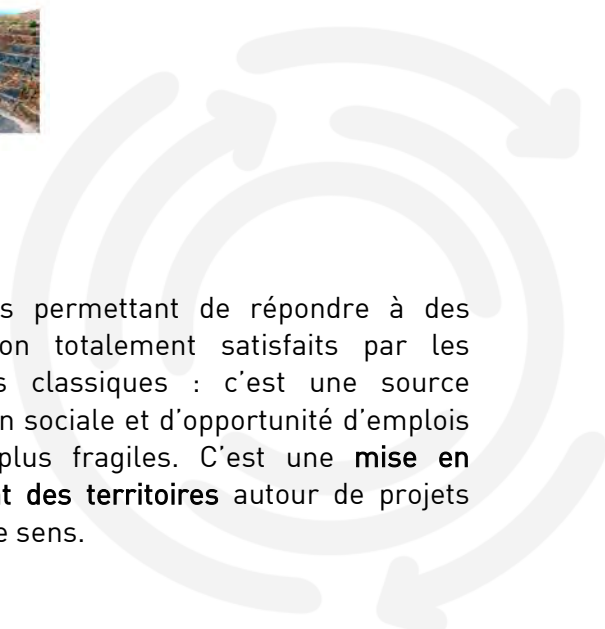 s permettant de répondre à des
on totalement satisfaits par les
s classiques : c’est une source
n sociale et d’opportunité d’emplois
plus fragiles. C’est une mise en
t des territoires autour de projets
e sens.